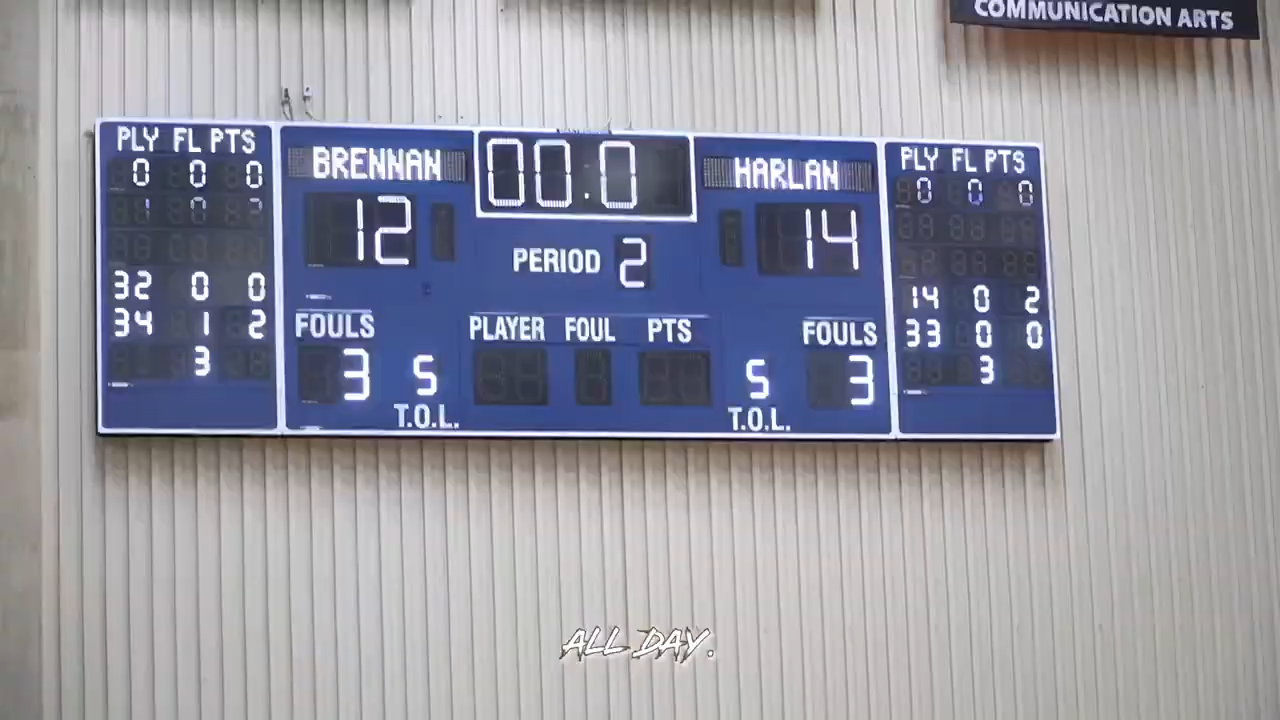 COMMUNICATION ARTS
PLY FL PTS
0 0 0
32 0 0
34 1 2
3
BRENNAN
12
00:0
HARLAN
14
PERIOD 2
FOULS
3
5
T.O.L.
PLAYER FOUL PTS
FOULS
5
3
T.O.L.
PLY FL PTS
0 0 0
14 0 2
33 0 0
3
ALL DAY.